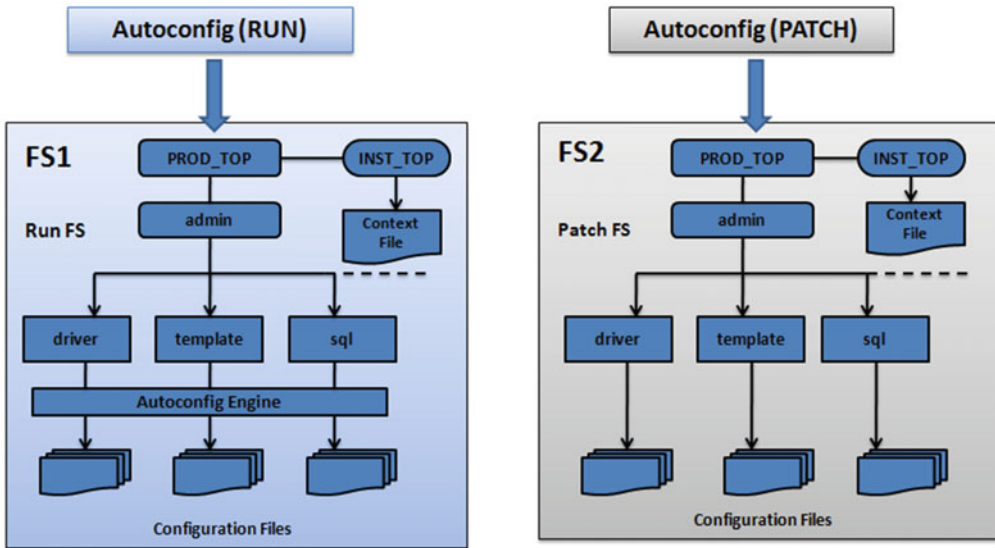 Autoconfig (RUN)
FS1
PROD_TOP
INST_TOP
Run FS
admin
Context
File
driver
template
sql
Autoconfig Engine
Configuration Files
Autoconfig (PATCH)
FS2
PROD_TOP
INST_TOP
Patch FS
admin
Context
File
driver
template
sql
Configuration Files